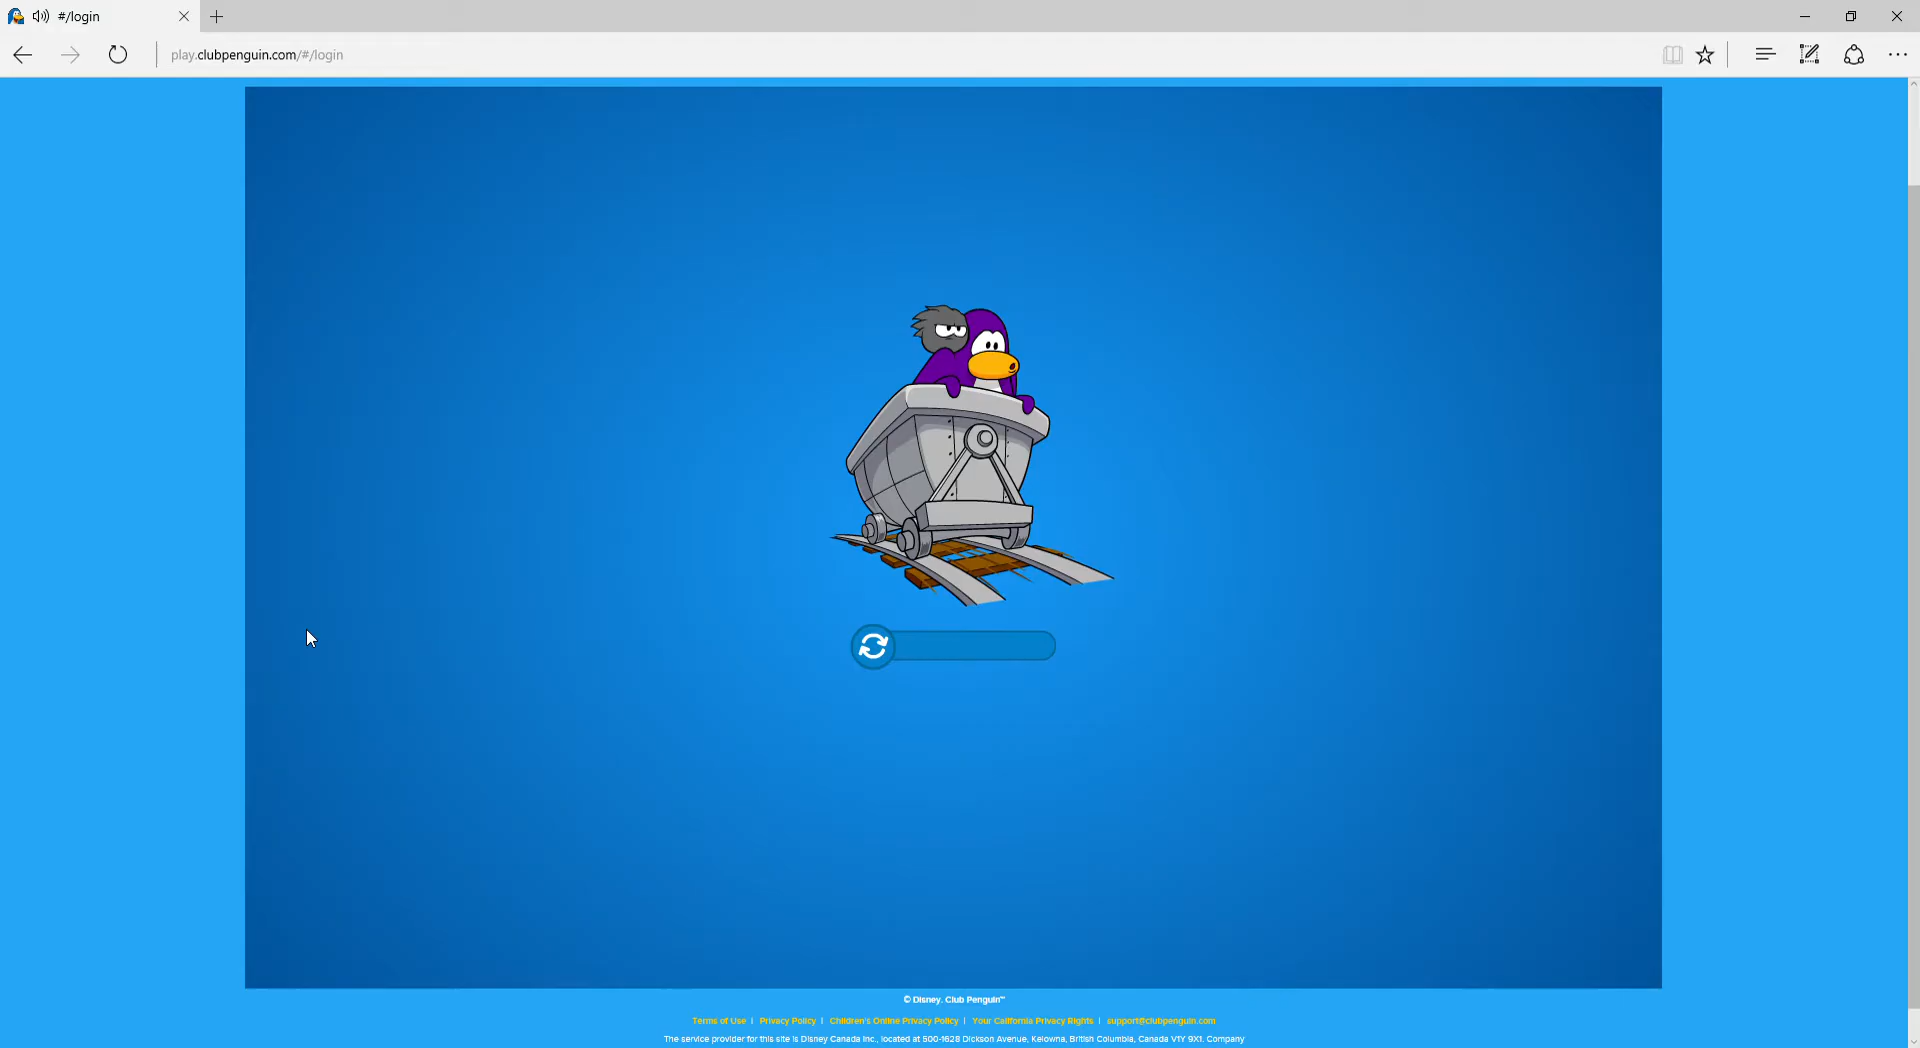 #/login
play.clubpenguin.com/#/login
© Disney. Club Penguin™
Terms of Use | Privacy Policy | Children's Online Privacy Policy | Your California Privacy Rights | support@clubpenguin.com
The service provider for this site is Disney Canada Inc., located at 500-1628 Dickson Avenue, Kelowna, British Columbia, Canada V1Y 9X1. Company